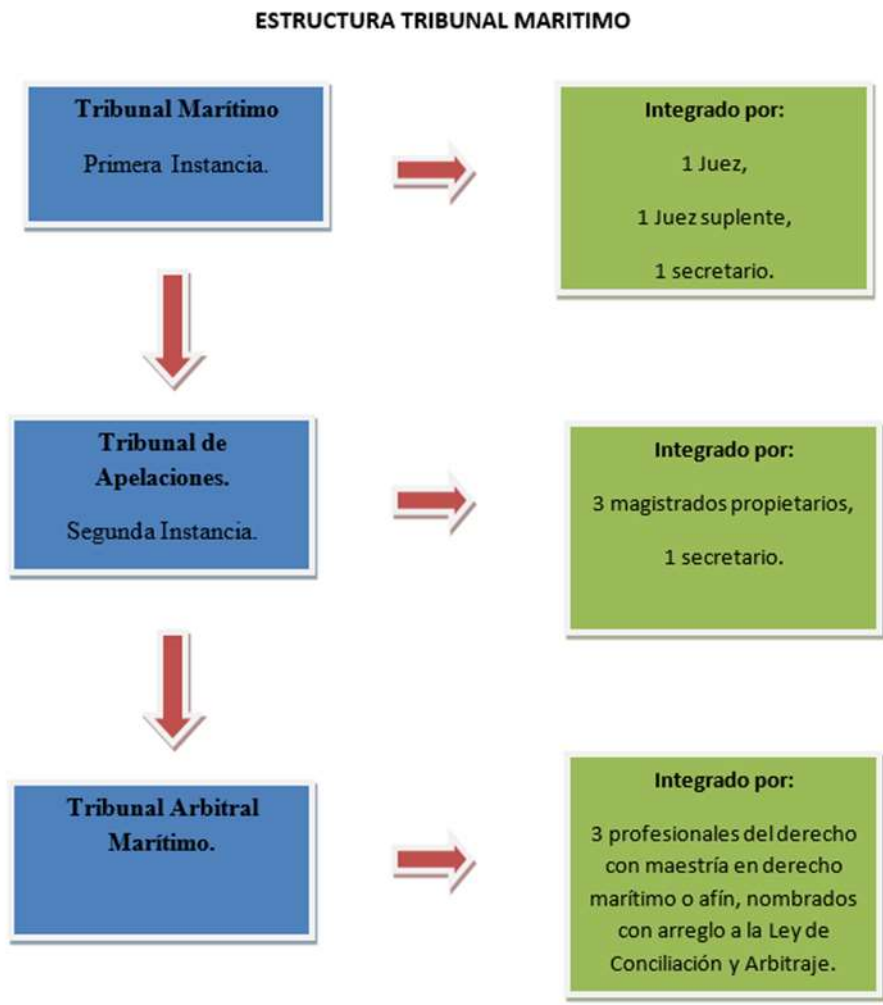 ESTRUCTURA TRIBUNAL MARITIMO
Tribunal Marítimo
Primera Instancia.
Integrado por:
1 Juez,
1 Juez suplente,
1 secretario.
Tribunal de
Apelaciones.
Segunda Instancia.
Integrado por:
3 magistrados propietarios,
1 secretario.
Tribunal Arbitral
Marítimo.
Integrado por:
3 profesionales del derecho
con maestría en derecho
marítimo o afín, nombrados
con arreglo a la Ley de
Conciliación y Arbitraje.